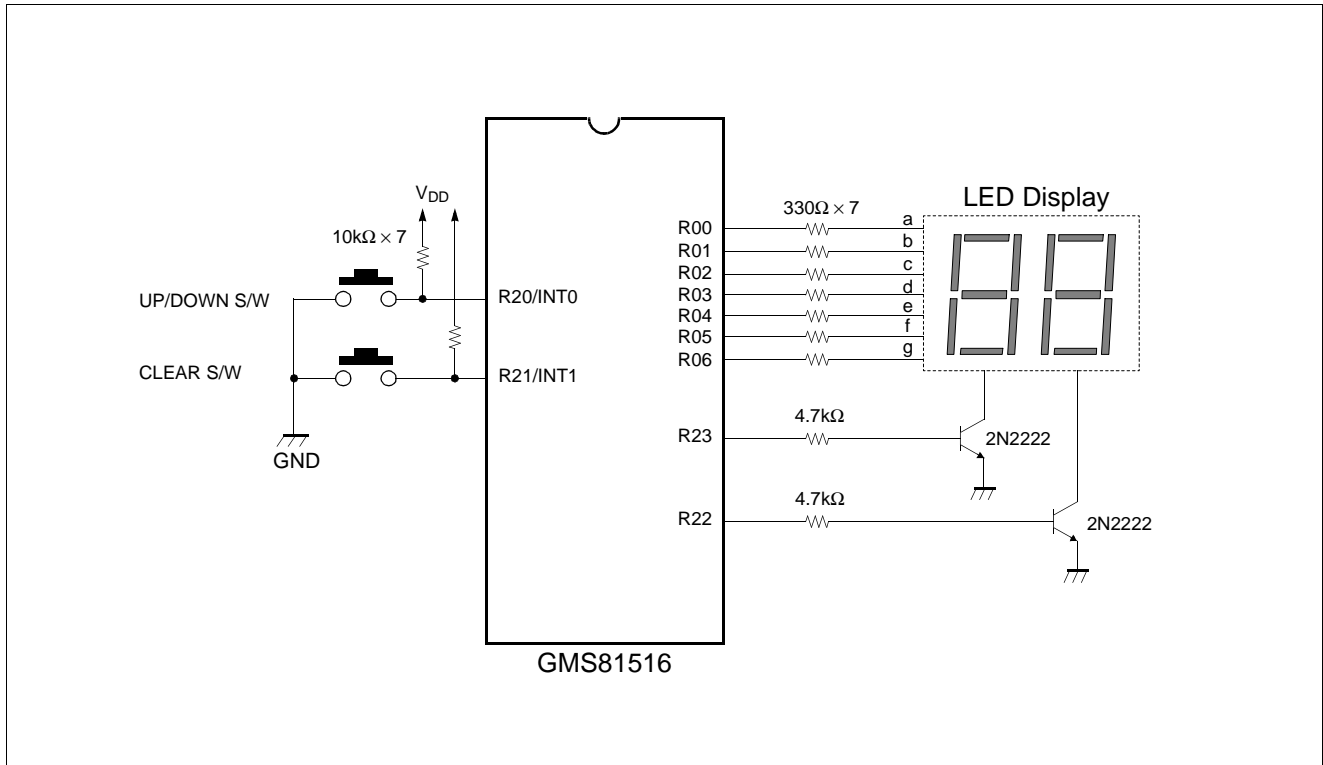 V_DD
10kΩ × 7
UP/DOWN S/W
CLEAR S/W
GND
R20/INT0
R21/INT1
R00
R01
R02
R03
R04
R05
R06
R23
R22
GMS81516
330Ω × 7
a
b
c
d
e
f
g
LED Display
4.7kΩ
2N2222
4.7kΩ
2N2222